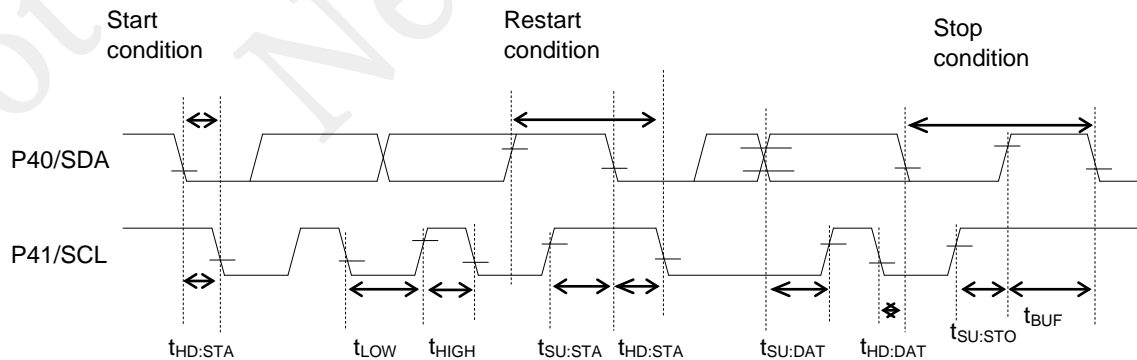 Start
condition
Restart
condition
Stop
condition
P40/SDA
P41/SCL
tHD:STA
tLOW
tHIGH
tSU:STA
tHD:STA
tSU:DAT
tHD:DAT
tSU:STO
tBUF